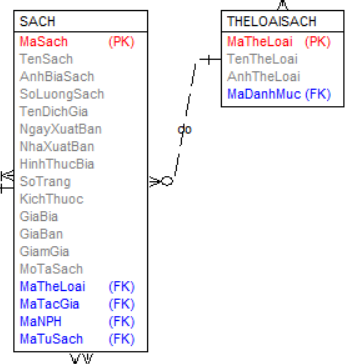 SACH
MaSach (PK)
TenSach
AnhBiaSach
SoLuongSach
TenDichGia
NgayXuatBan
NhaXuatBan
HinhThucBia
SoTrang
KichThuoc
GiaBia
GiaBan
GiamGia
MoTaSach
MaTheLoai (FK)
MaTacGia (FK)
MaNPH (FK)
MaTuSach (FK)
do
THELOAISACH
MaTheLoai (PK)
TenTheLoai
AnhTheLoai
MaDanhMuc (FK)